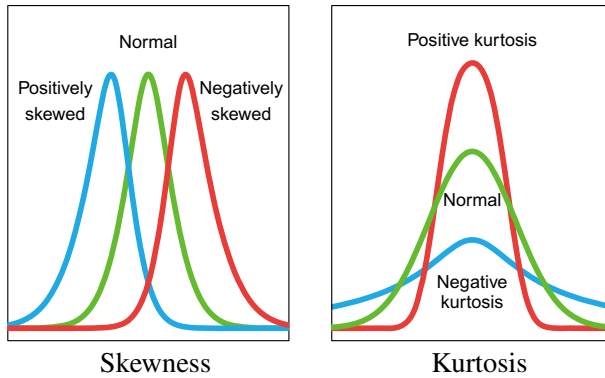 Normal
Positively
skewed
Negatively
skewed
Skewness
Positive kurtosis
Normal
Negative
kurtosis
Kurtosis